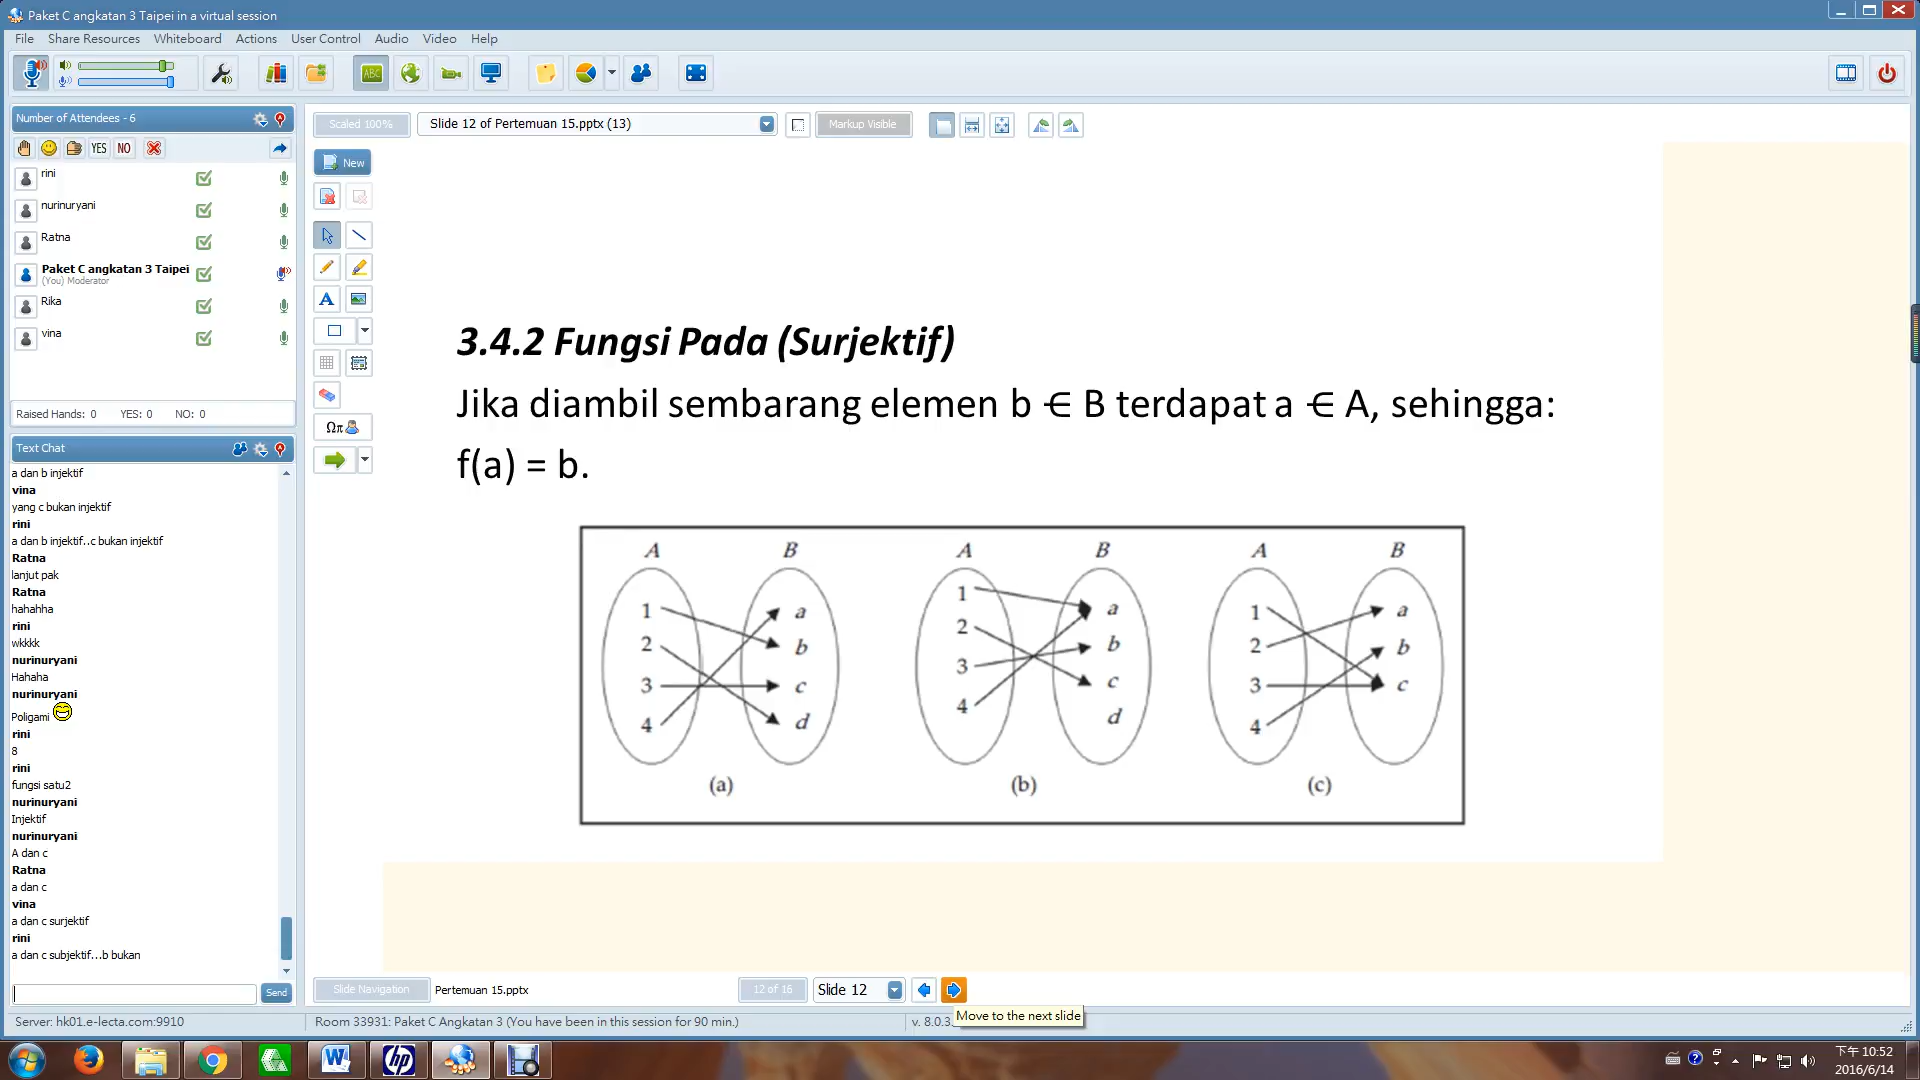 Paket C angkatan 3 Taipei in a virtual session
File Share Resources Whiteboard Actions User Control Audio Video Help
ABC
Number of Attendees - 6
YES NO
rini
nurinuryani
Ratna
Paket C angkatan 3 Taipei
(You) Moderator
Rika
vina
Raised Hands: 0 YES: 0 NO: 0
Text Chat
a dan b injektif
vina
yang c bukan injektif
rini
a dan b injektif..c bukan injektif
Ratna
lanjut pak
Ratna
hahahha
rini
wkkkk
nurinuryani
Hahaha
nurinuryani
Poligami
rini
8
rini
fungsi satu2
nurinuryani
Injektif
nurinuryani
A dan c
Ratna
a dan c
vina
a dan c surjektif
rini
a dan c subjektif...b bukan
Send
Scaled 100%
Slide 12 of Pertemuan 15.pptx (13)
Markup Visible
New
A
Ωπ
3.4.2 Fungsi Pada (Surjektif)
Jika diambil sembarang elemen b ∈ B terdapat a ∈ A, sehingga:
f(a) = b.
A B
1 a
2 b
3 c
4 d
(a)
A B
1 a
2 b
3 c
4 d
(b)
A B
1 a
2 b
3 c
4
(c)
Slide Navigation
Pertemuan 15.pptx
12 of 16
Slide 12
Move to the next slide
Server: hk01.e-lecta.com:9910
Room 33931: Paket C Angkatan 3 (You have been in this session for 90 min.)
v. 8.0.3
W
hp
下午 10:52
2016/6/14